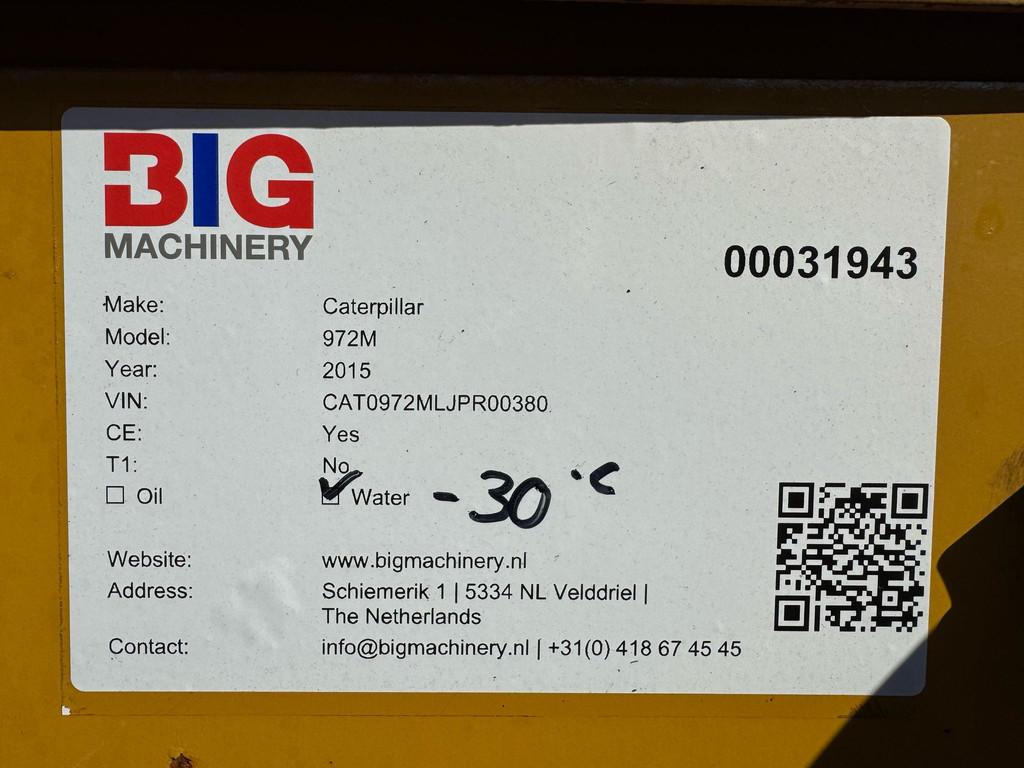 BIG
MACHINERY
00031943
Make: Caterpillar
Model: 972M
Year: 2015
VIN: CAT0972MLJPR00380
CE: Yes
T1: No
☐ Oil ☑ Water -30°C
Website: www.bigmachinery.nl
Address: Schiemerik 1 | 5334 NL Velddriel |
The Netherlands
Contact: info@bigmachinery.nl | +31(0) 418 67 45 45